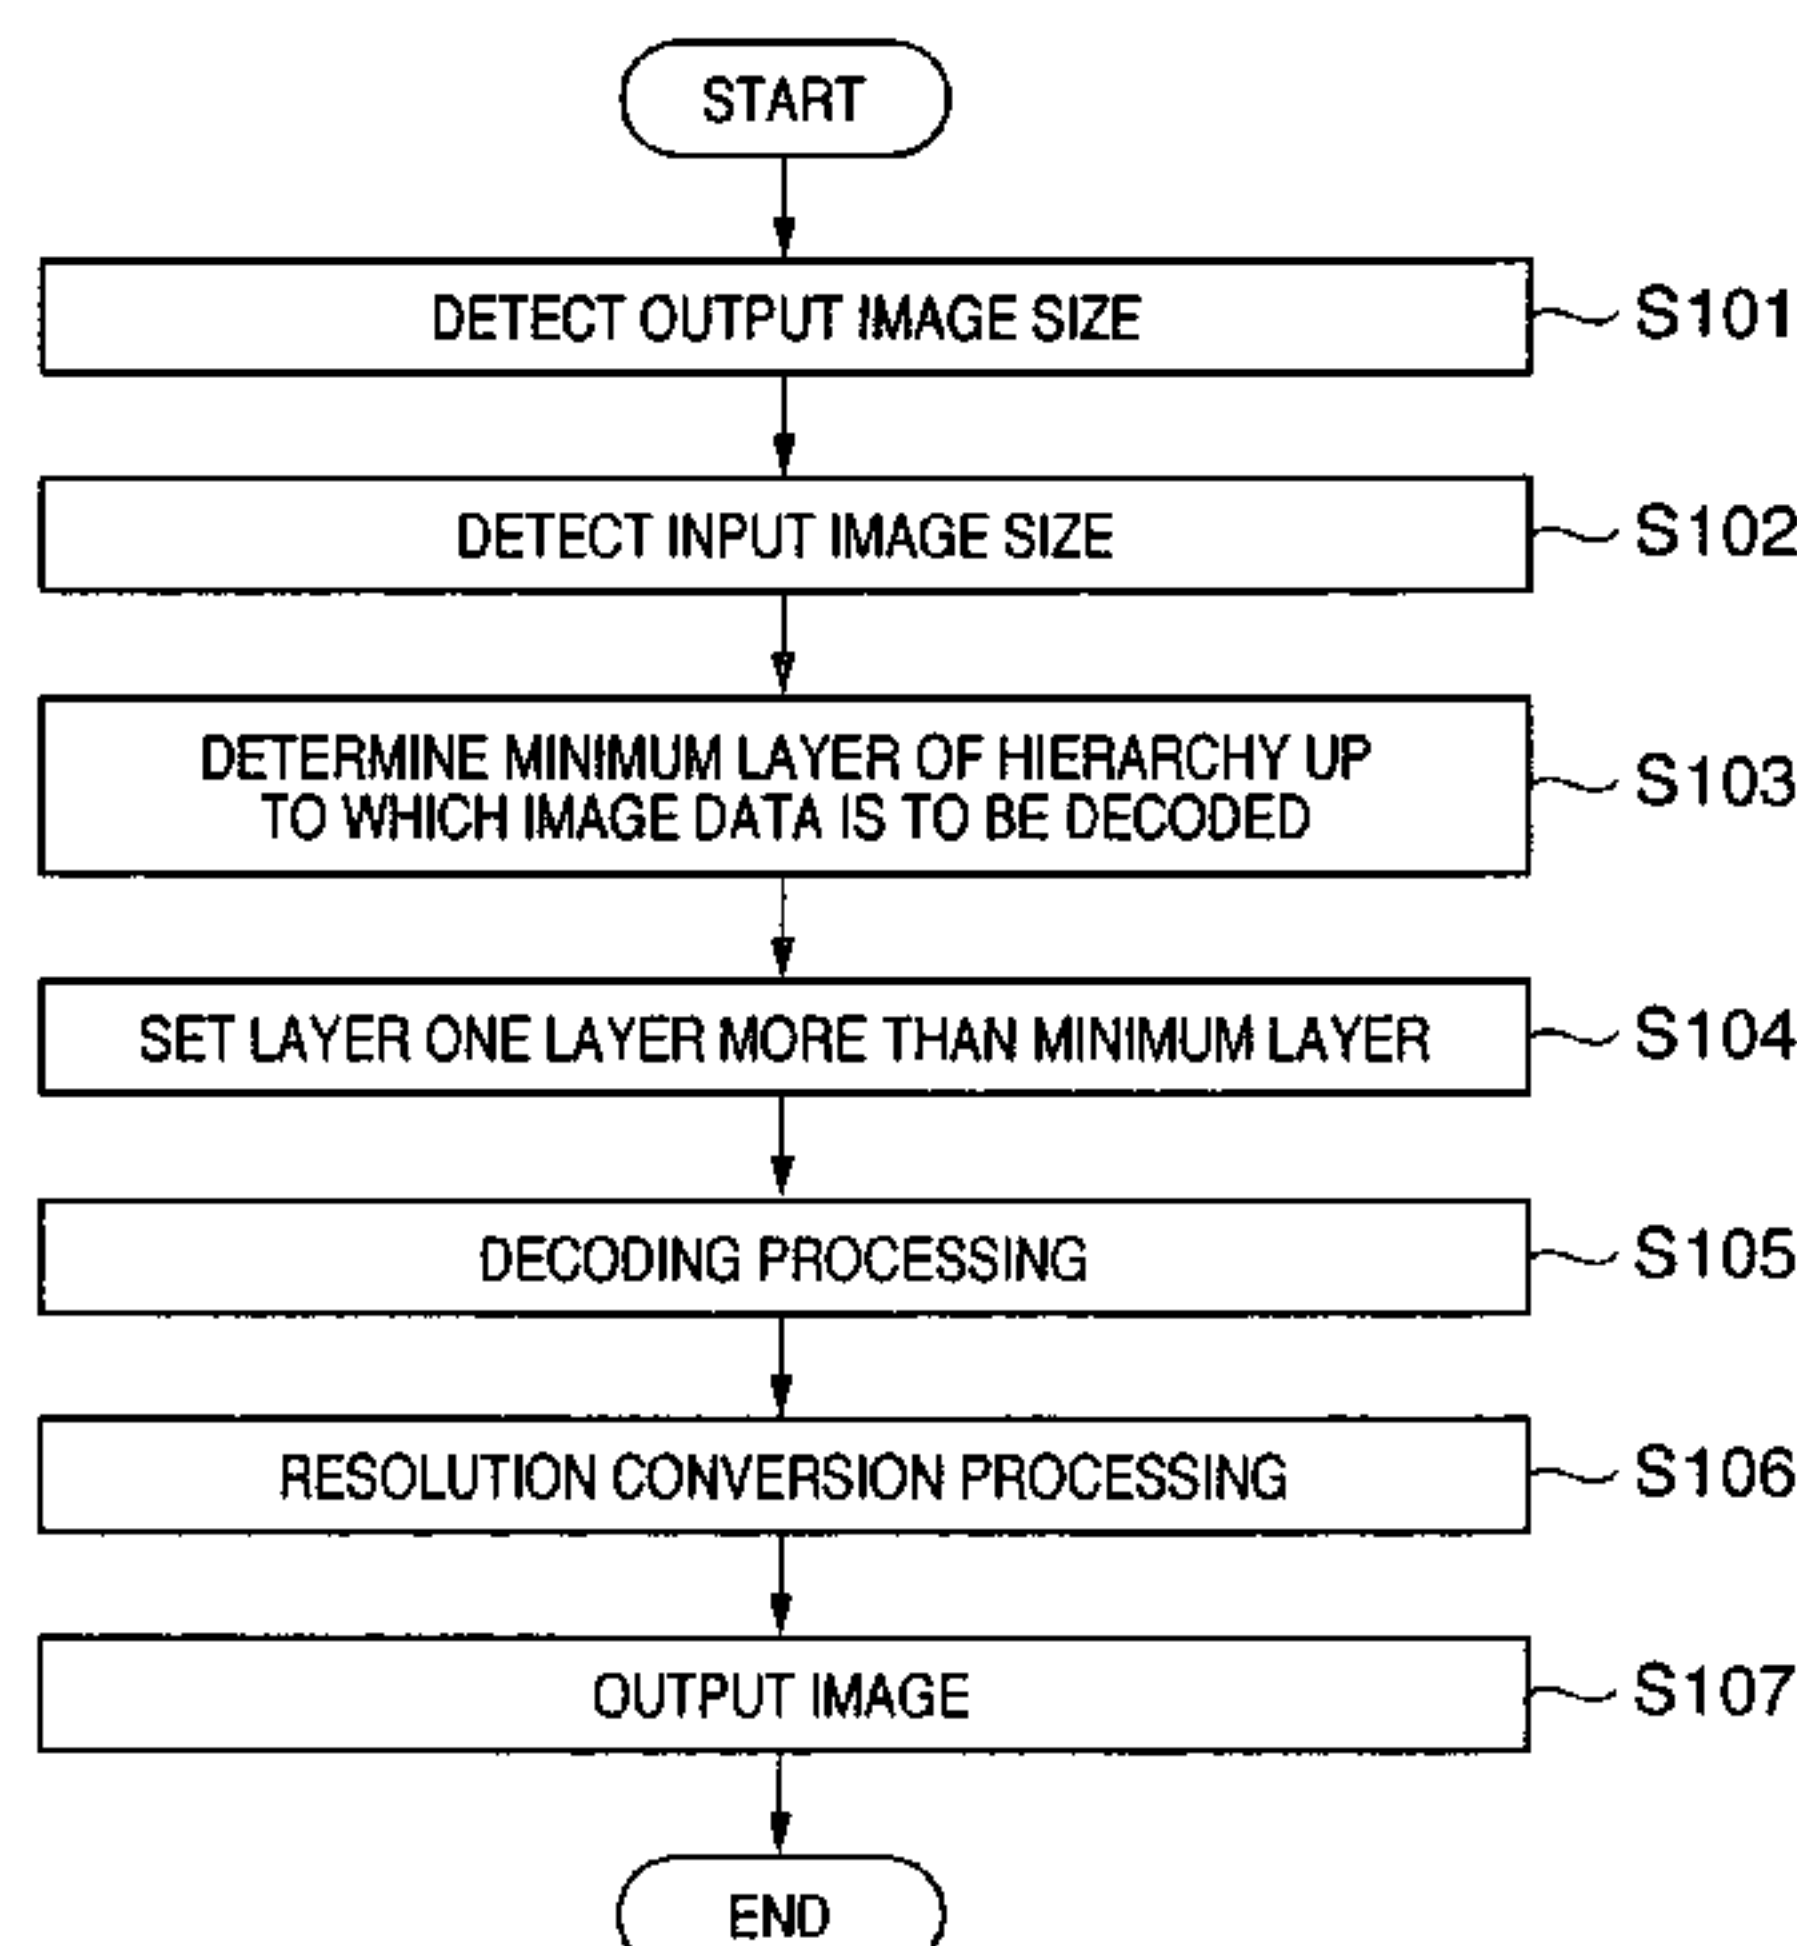 START
DETECT OUTPUT IMAGE SIZE
S101
DETECT INPUT IMAGE SIZE
S102
DETERMINE MINIMUM LAYER OF HIERARCHY UP
TO WHICH IMAGE DATA IS TO BE DECODED
S103
SET LAYER ONE LAYER MORE THAN MINIMUM LAYER
S104
DECODING PROCESSING
S105
RESOLUTION CONVERSION PROCESSING
S106
OUTPUT IMAGE
S107
END